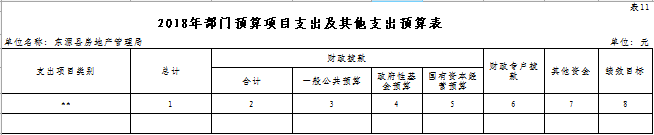 表11
2018年部门预算项目支出及其他支出预算表
单位名称：东源县房地产管理局 单位：元
支出项目类别 总计 财政拨款 财政专户拨款 其他资金 绩效目标
合计 一般公共预算 政府性基金预算 国有资本经营预算
** 1 2 3 4 5 6 7 8